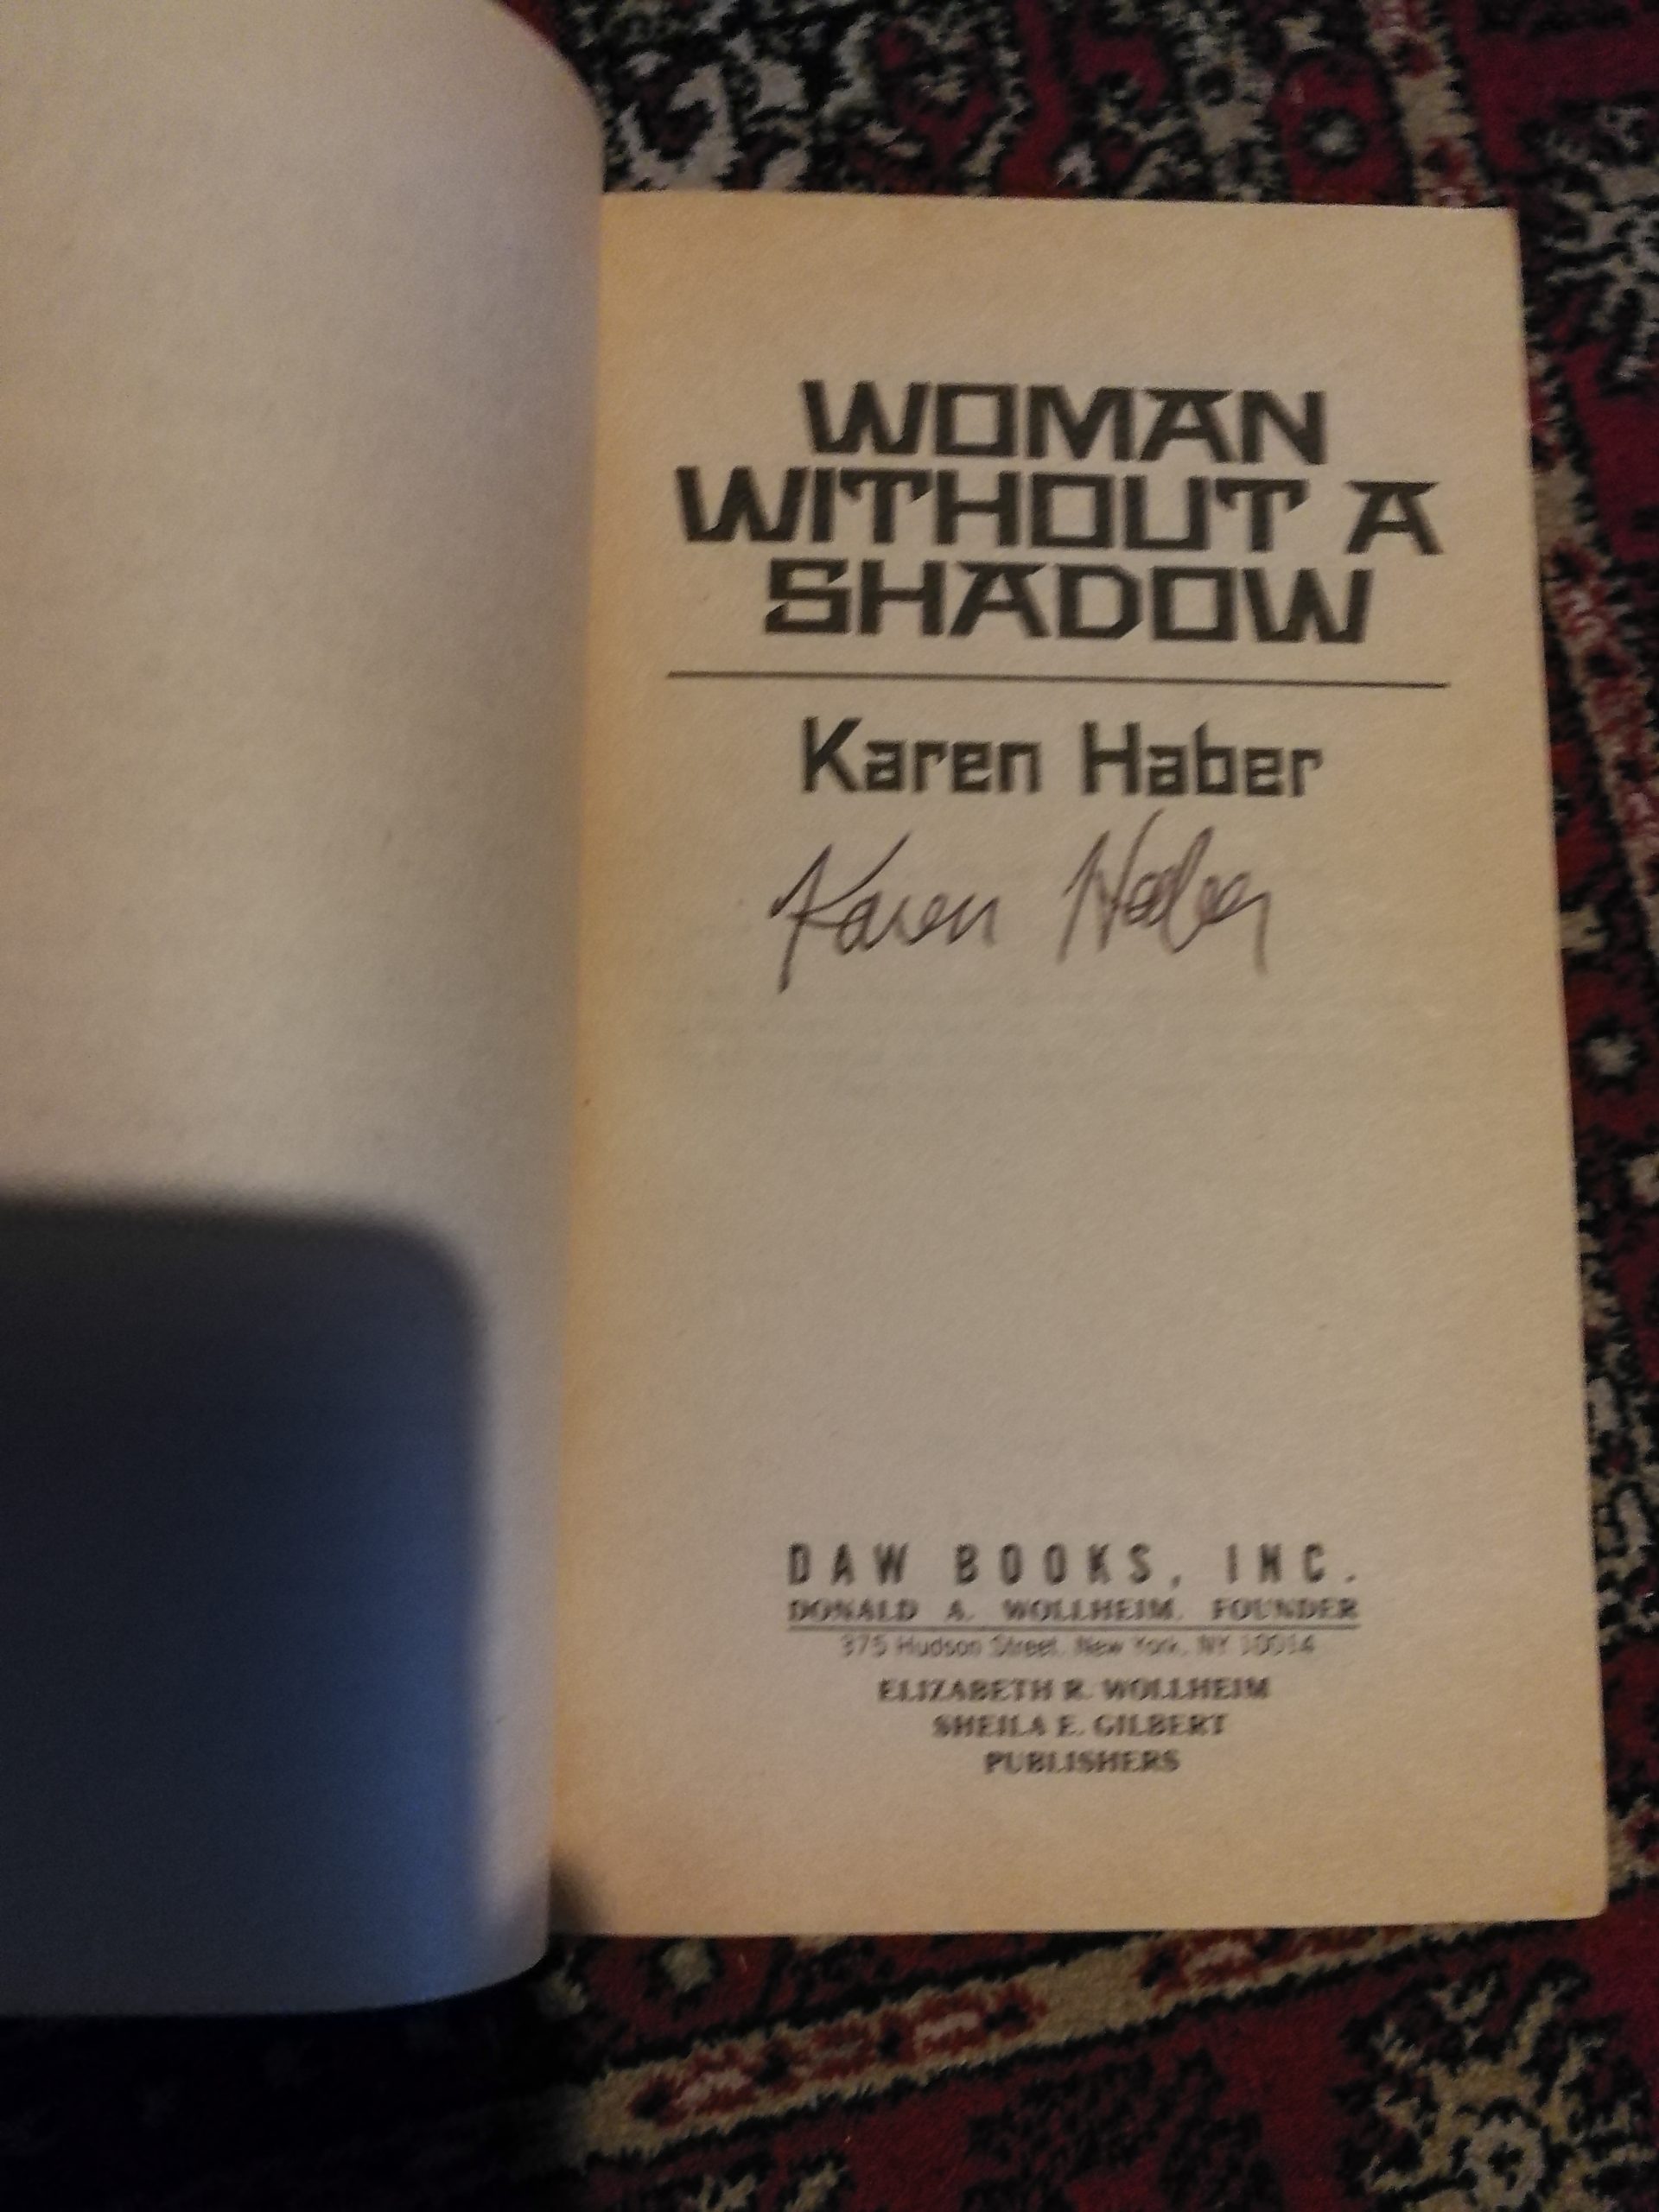 WOMAN
WITHOUT A
SHADOW
Karen Haber
Karen Haber
DAW BOOKS, INC.
DONALD A. WOLLHEIM, FOUNDER
375 Hudson Street, New York, NY 10014
ELIZABETH R. WOLLHEIM
SHEILA E. GILBERT
PUBLISHERS